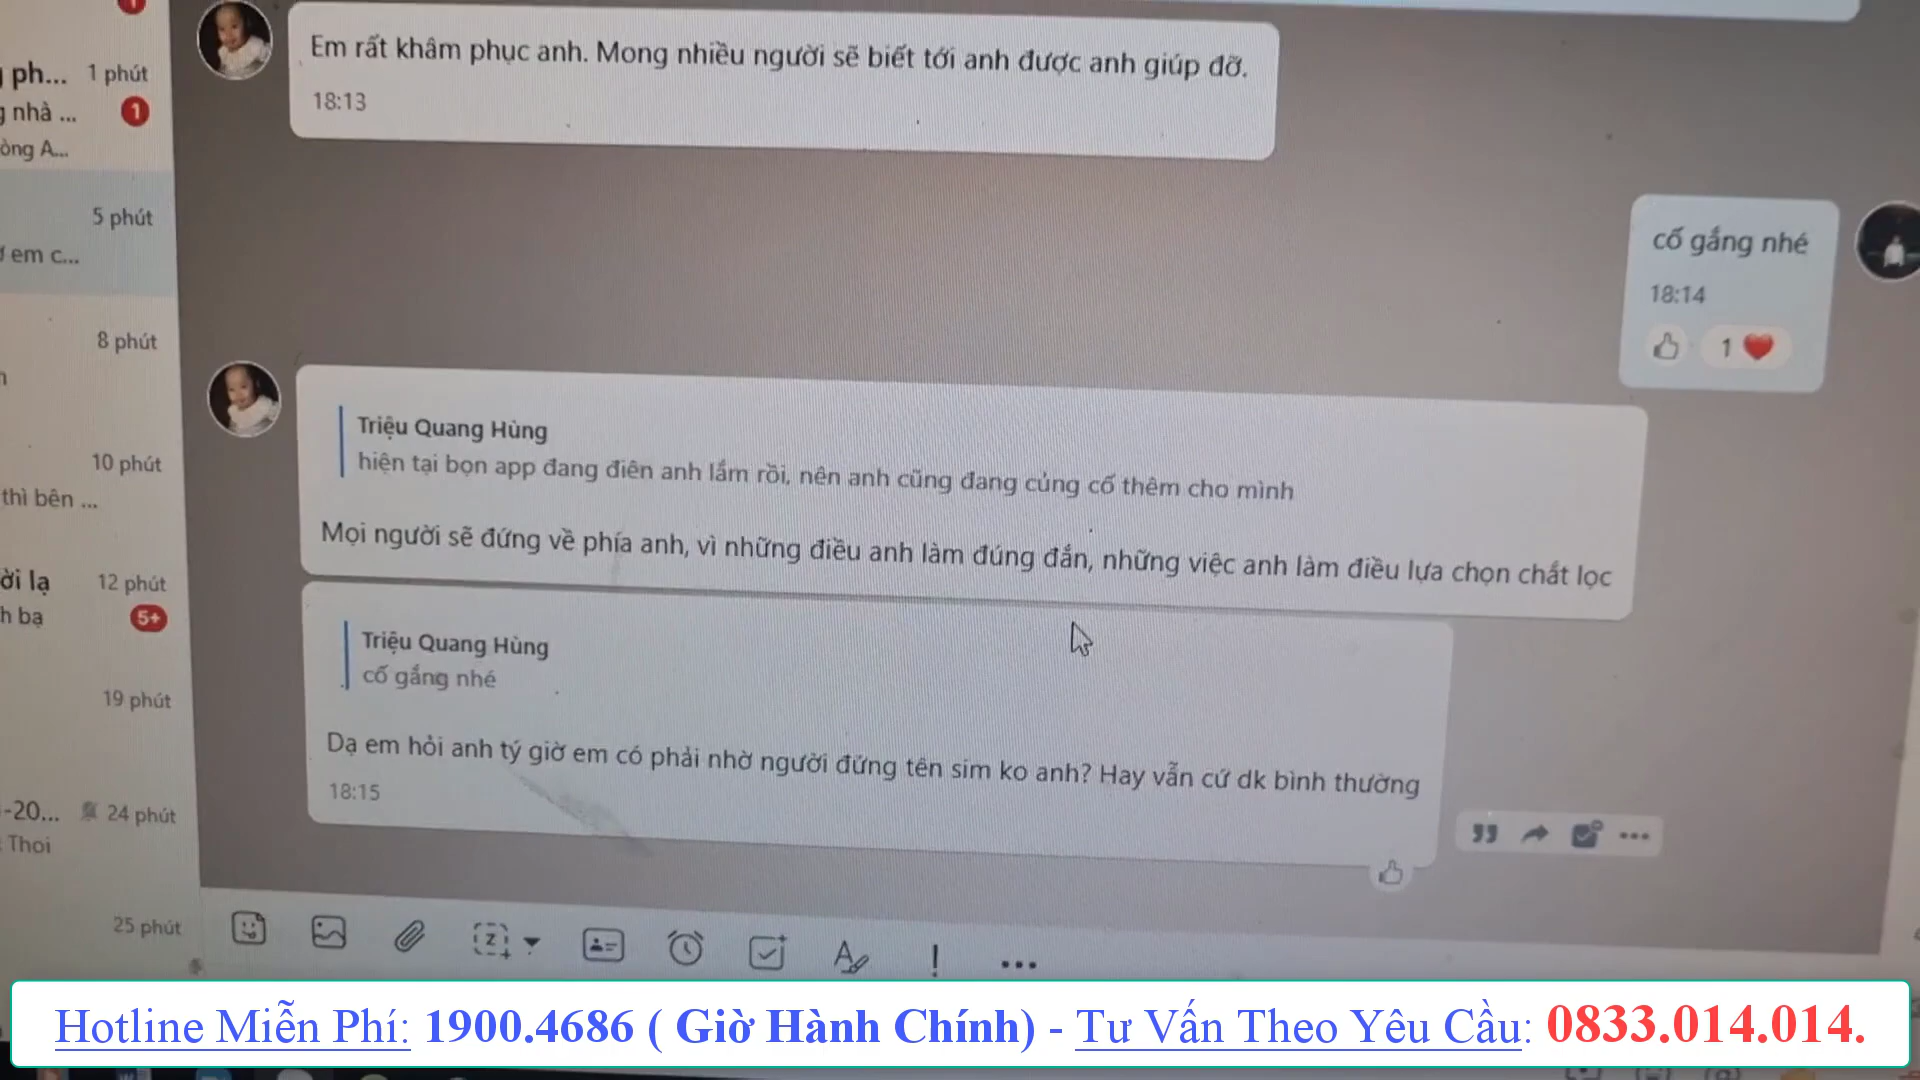 Em rất khâm phục anh. Mong nhiều người sẽ biết tới anh được anh giúp đỡ.
18:13
ph... 1 phút
nhà ... 1
òng A...
5 phút
em c...
cố gắng nhé
18:14
1
8 phút
Triệu Quang Hùng
hiện tại bọn app đang điên anh lắm rồi, nên anh cũng đang củng cố thêm cho mình
Mọi người sẽ đứng về phía anh, vì những điều anh làm đúng đắn, những việc anh làm điều lựa chọn chắt lọc
10 phút
thì bên ...
ời lạ 12 phút
h bạ 5+
Triệu Quang Hùng
cố gắng nhé
Dạ em hỏi anh tý giờ em có phải nhờ người đứng tên sim ko anh? Hay vẫn cứ dk bình thường
18:15
19 phút
-20... 24 phút
Thoi
25 phút
Hotline Miễn Phí: 1900.4686 ( Giờ Hành Chính) - Tư Vấn Theo Yêu Cầu: 0833.014.014.